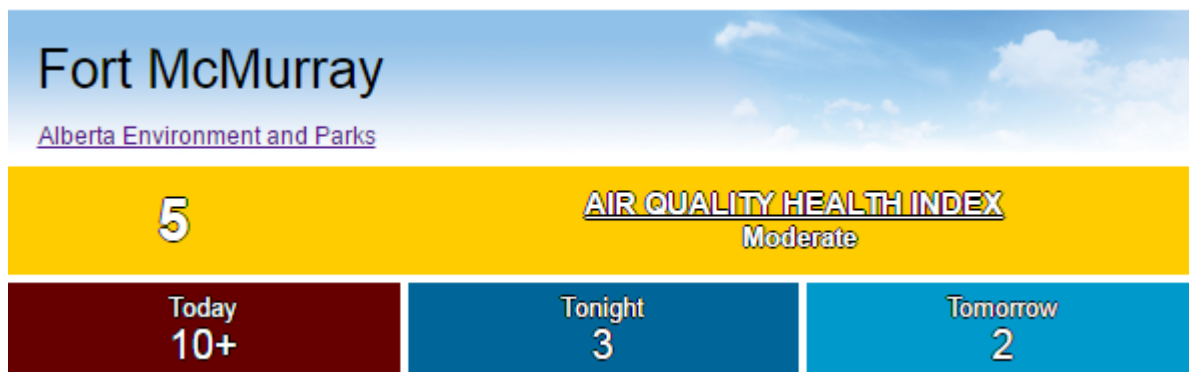 Fort McMurray
Alberta Environment and Parks
5
AIR QUALITY HEALTH INDEX
Moderate
Today
10+
Tonight
3
Tomorrow
2